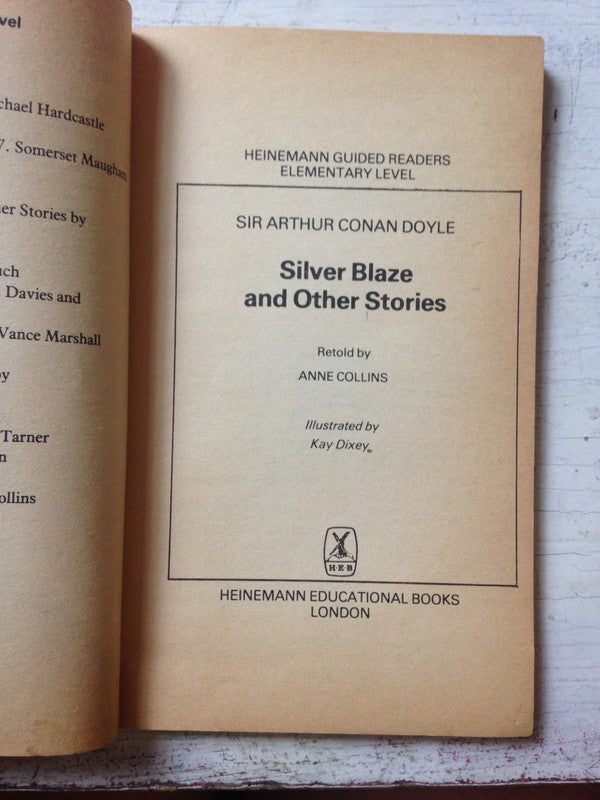 vel
chael Hardcastle
W. Somerset Maugham
er Stories by
uch
Davies and
Vance Marshall
by
Tarner
n
ollins
HEINEMANN GUIDED READERS
ELEMENTARY LEVEL
SIR ARTHUR CONAN DOYLE
Silver Blaze
and Other Stories
Retold by
ANNE COLLINS
Illustrated by
Kay Dixey
H·E·B
HEINEMANN EDUCATIONAL BOOKS
LONDON